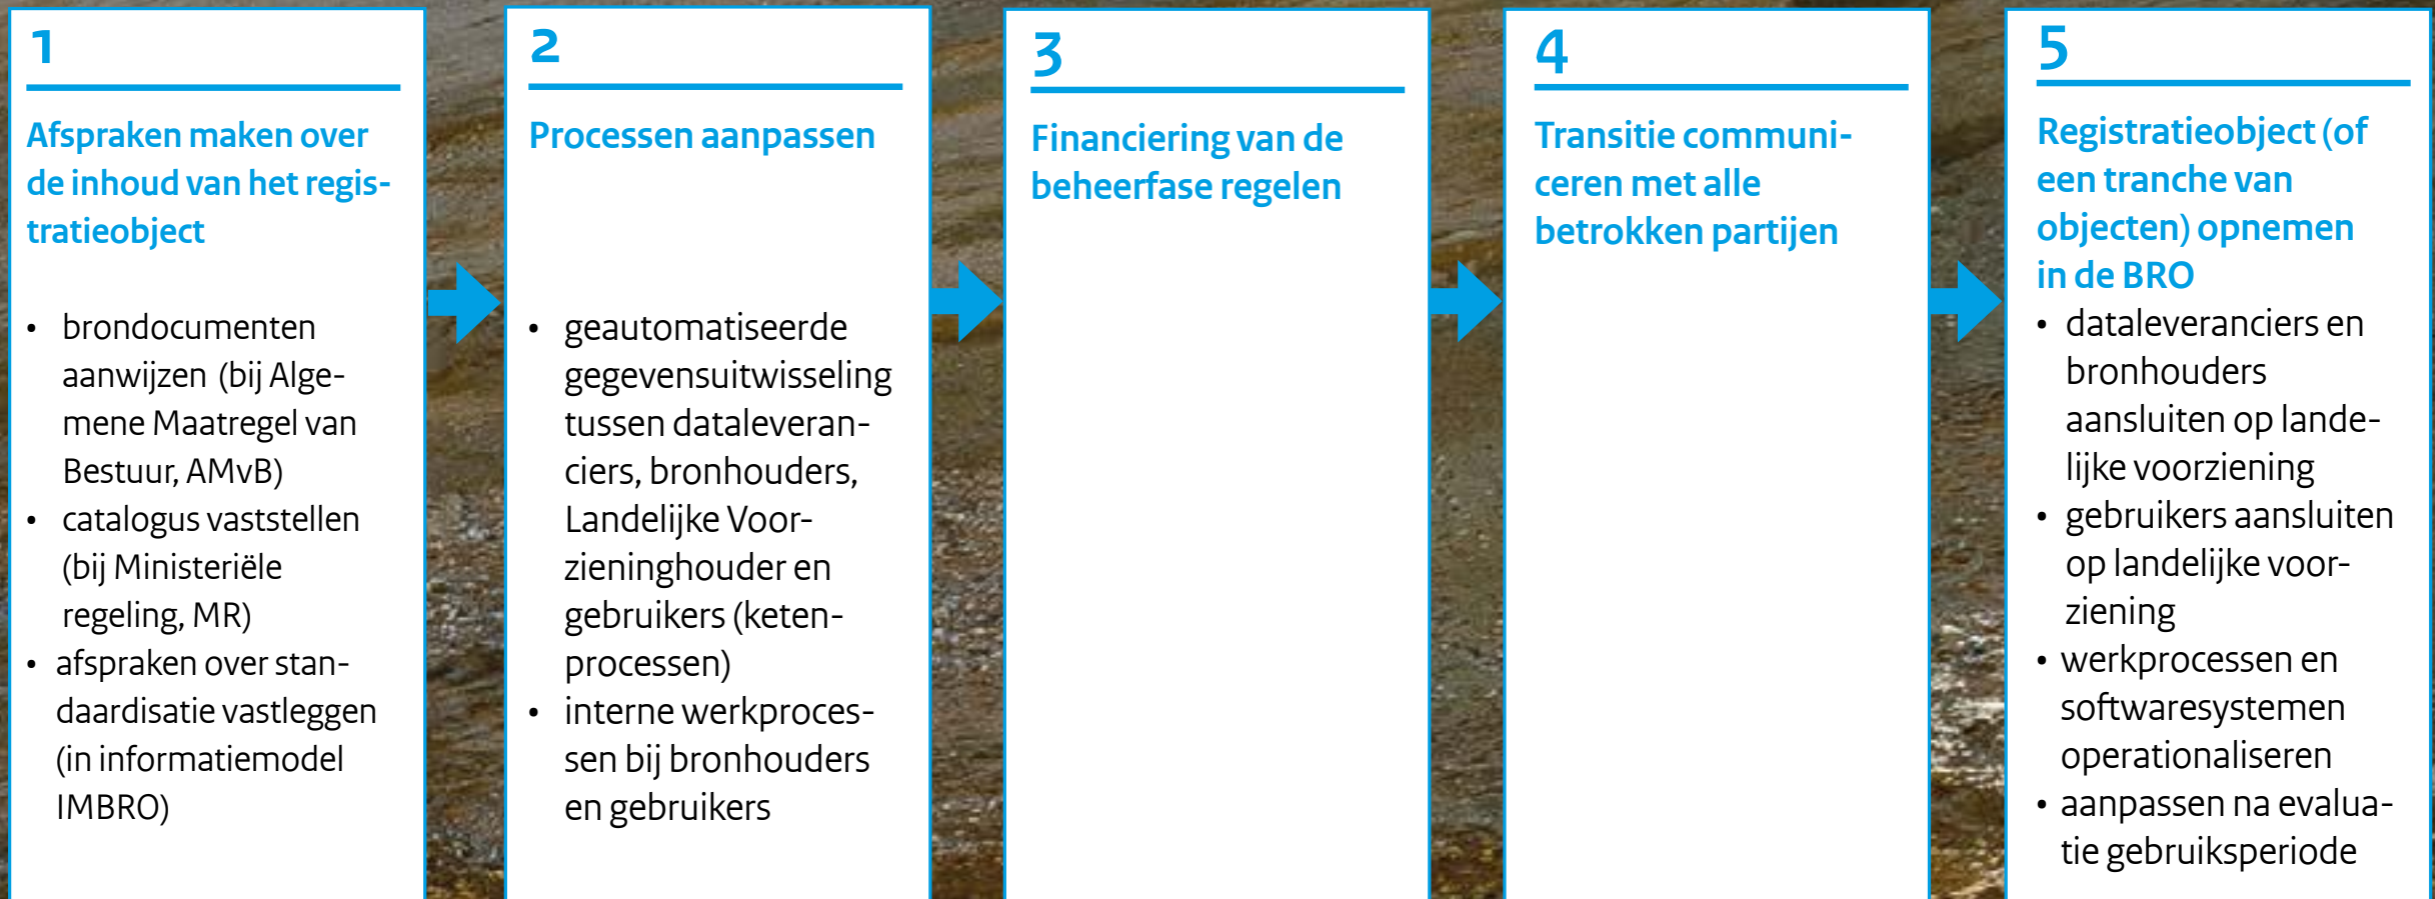 1
Afspraken maken over
de inhoud van het regis-
tratieobject
• brondocumenten
aanwijzen (bij Alge-
mene Maatregel van
Bestuur, AMvB)
• catalogus vaststellen
(bij Ministeriële
regeling, MR)
• afspraken over stan-
daardisatie vastleggen
(in informatiemodel
IMBRO)
2
Processen aanpassen
• geautomatiseerde
gegevensuitwisseling
tussen dataleveran-
ciers, bronhouders,
Landelijke Voor-
zieninghouder en
gebruikers (keten-
processen)
• interne werkproces-
sen bij bronhouders
en gebruikers
3
Financiering van de
beheerfase regelen
4
Transitie communi-
ceren met alle
betrokken partijen
5
Registratieobject (of
een tranche van
objecten) opnemen
in de BRO
• dataleveranciers en
bronhouders
aansluiten op lande-
lijke voorziening
• gebruikers aansluiten
op landelijke voor-
ziening
• werkprocessen en
softwaresystemen
operationaliseren
• aanpassen na evalua-
tie gebruiksperiode